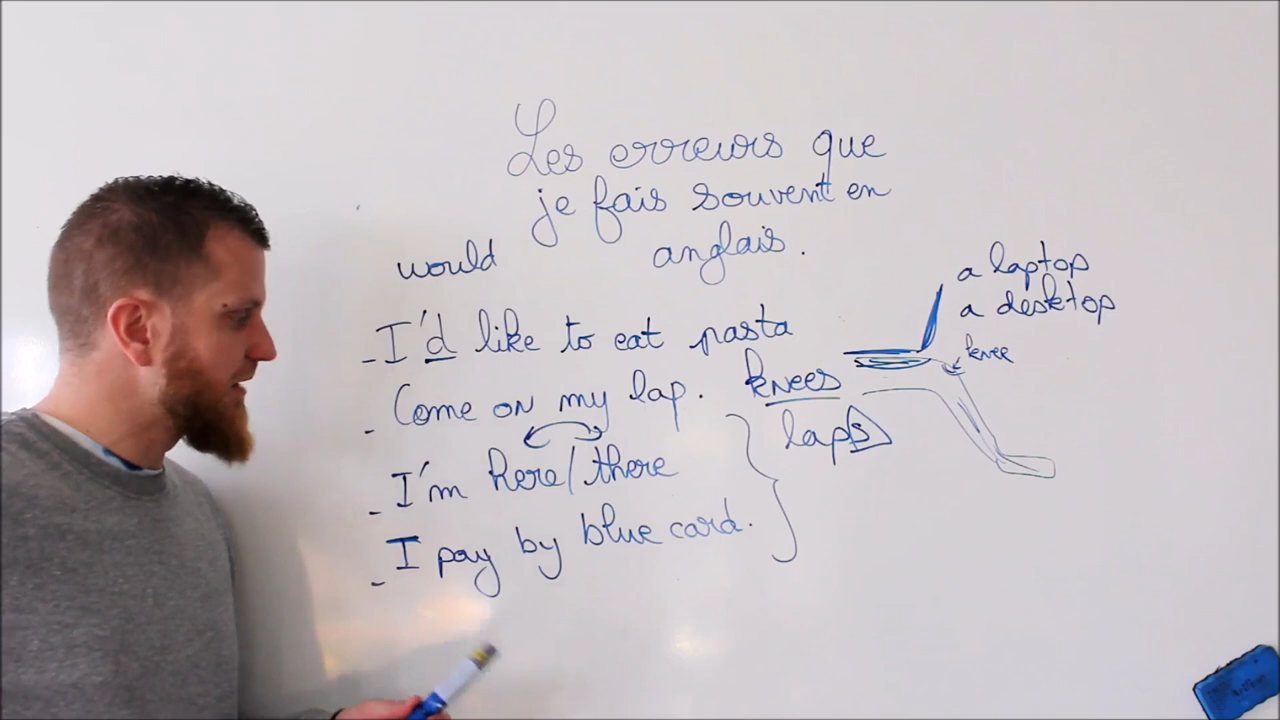 Les erreurs que
je fais souvent en
anglais.
would
- I'd like to eat pasta
- Come on my lap. knees
laps
- I'm here/there
- I pay by blue card.
a laptop
a desktop
knee